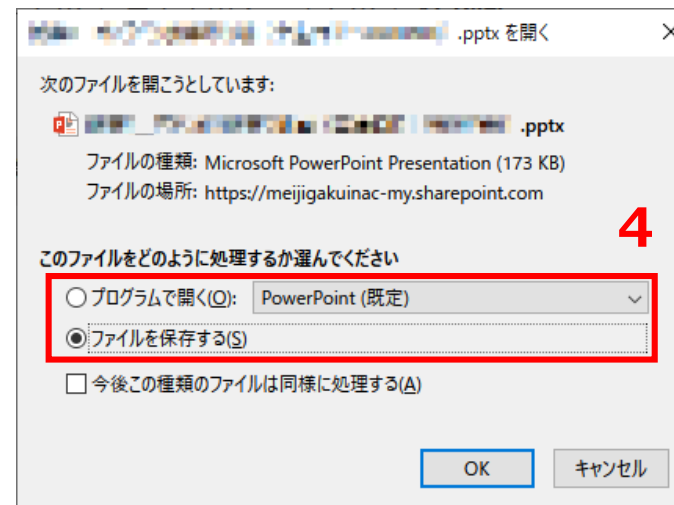 .pptx を開く
次のファイルを開こうとしています:
.pptx
ファイルの種類: Microsoft PowerPoint Presentation (173 KB)
ファイルの場所: https://meijigakuinac-my.sharepoint.com
4
このファイルをどのように処理するか選んでください
プログラムで開く(O): PowerPoint (既定)
ファイルを保存する(S)
今後この種類のファイルは同様に処理する(A)
OK キャンセル